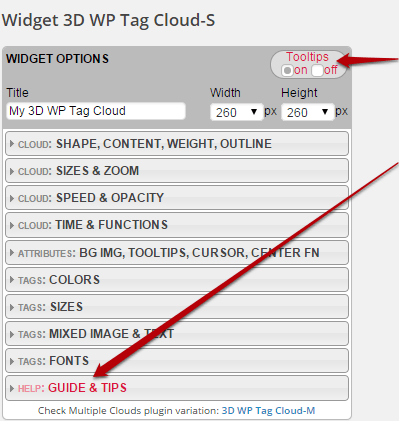 Widget 3D WP Tag Cloud-S
WIDGET OPTIONS
Tooltips
on off
Title Width Height
My 3D WP Tag Cloud 260 px 260 px
CLOUD: SHAPE, CONTENT, WEIGHT, OUTLINE
CLOUD: SIZES & ZOOM
CLOUD: SPEED & OPACITY
CLOUD: TIME & FUNCTIONS
ATTRIBUTES: BG IMG, TOOLTIPS, CURSOR, CENTER FN
TAGS: COLORS
TAGS: SIZES
TAGS: MIXED IMAGE & TEXT
TAGS: FONTS
HELP: GUIDE & TIPS
Check Multiple Clouds plugin variation: 3D WP Tag Cloud-M